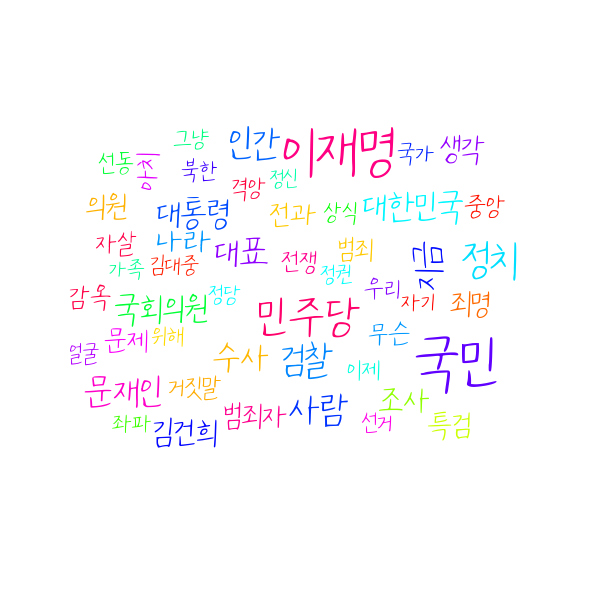 그냥 인간 이재명 국가 생각
선동 종찌 북한 격앙 정신
의원 대통령 전과 상식 대한민국 중앙
자살 나라 대표 전쟁 범죄 지금 정치
가족 김대중 정권 우리 자기 죄명
감옥 국회의원 정당 민주당 무슨
얼굴 문제 위해 수사 검찰 이제 국민
문재인 거짓말 범죄자 사람 조사
좌파 김건희 선거 특검